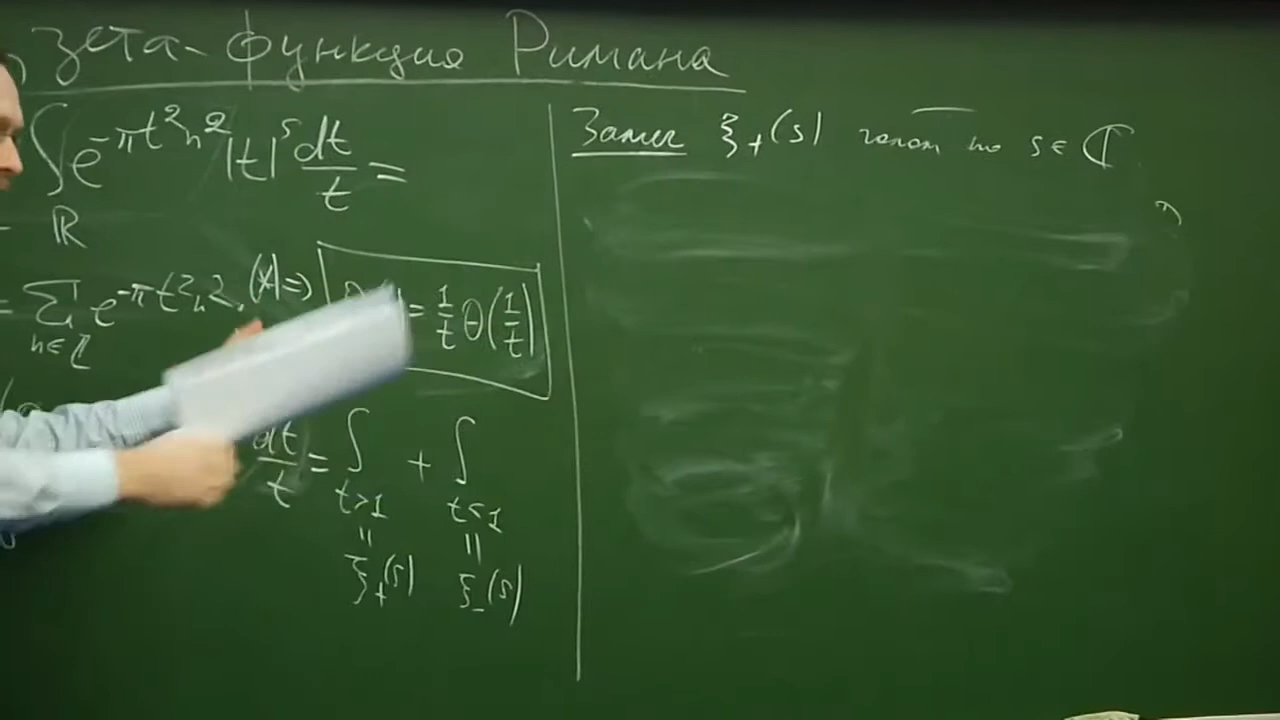 зета-функция Римана
∫ e^{-πt²n²} |t|^s dt/t =
ℝ
= Σ e^{-πt²n²}. (*) ⇒ = 1/t Θ(1/t)
n∈ℤ
dt/t = ∫ + ∫
t>1 t<1
|| ||
ξ₊(s) ξ₋(s)
Замеч ξ₊(s) голом по s∈ℂ